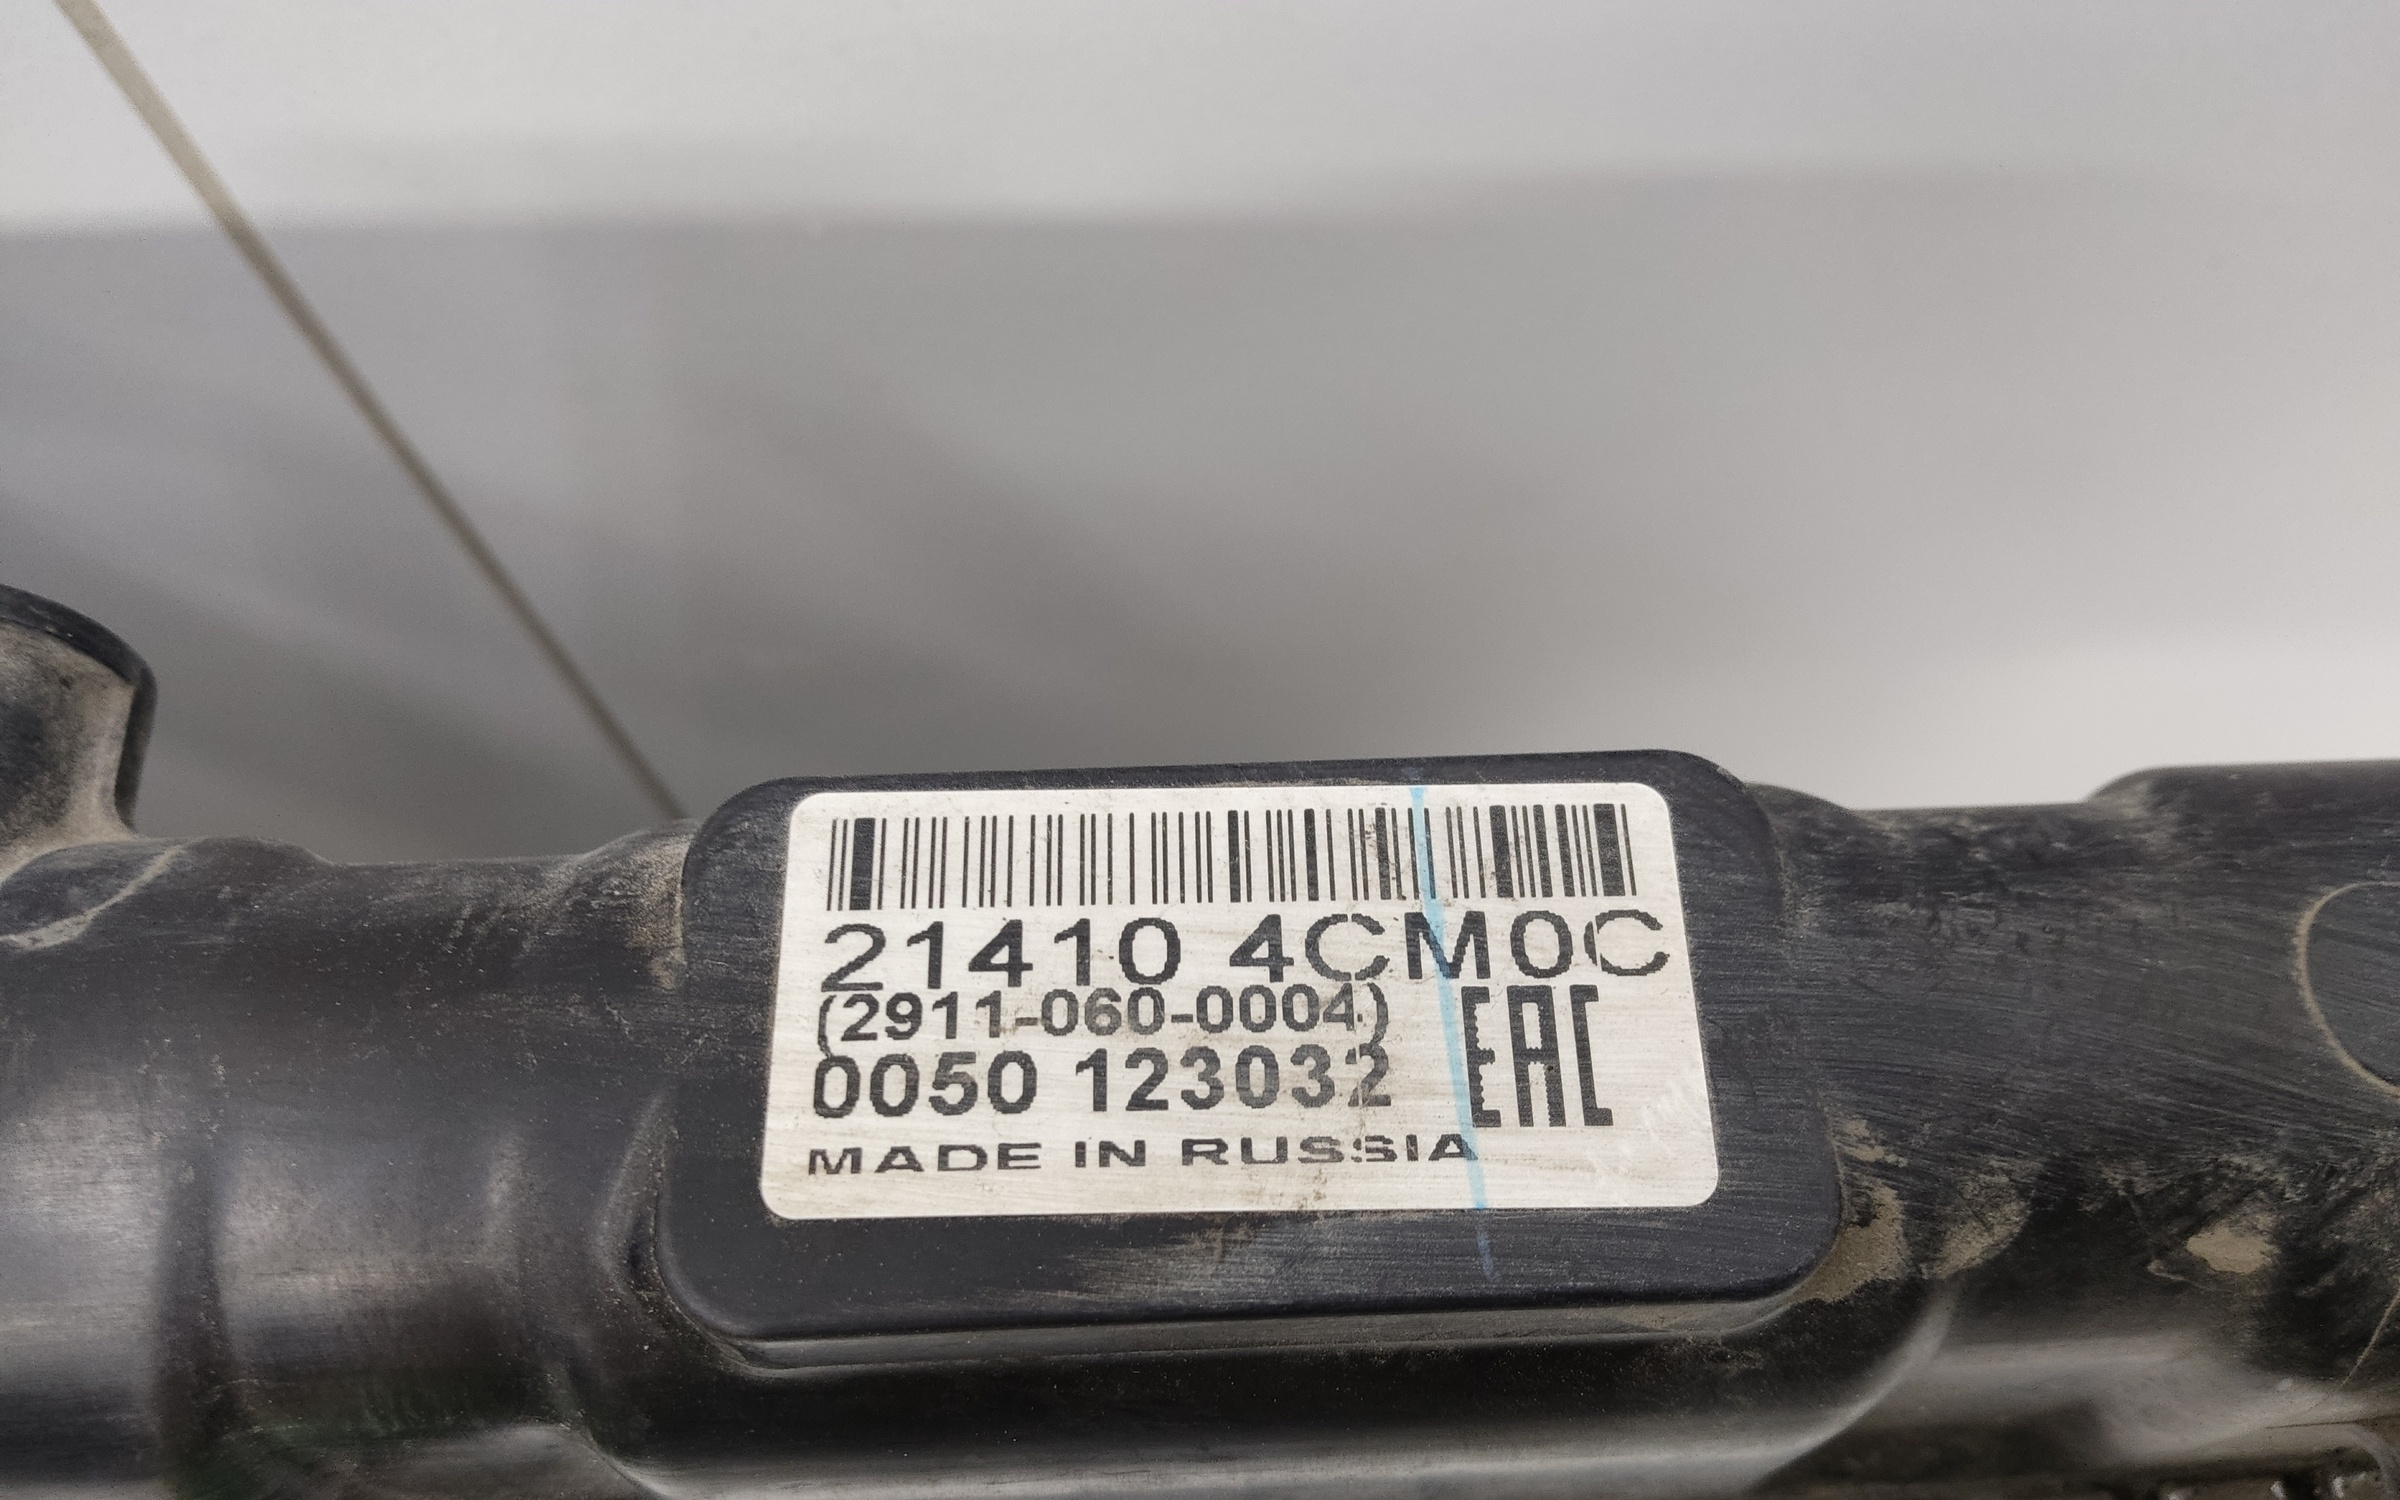 21410 4CM0C
(2911-060-0004)
0050 123032
EAC
MADE IN RUSSIA